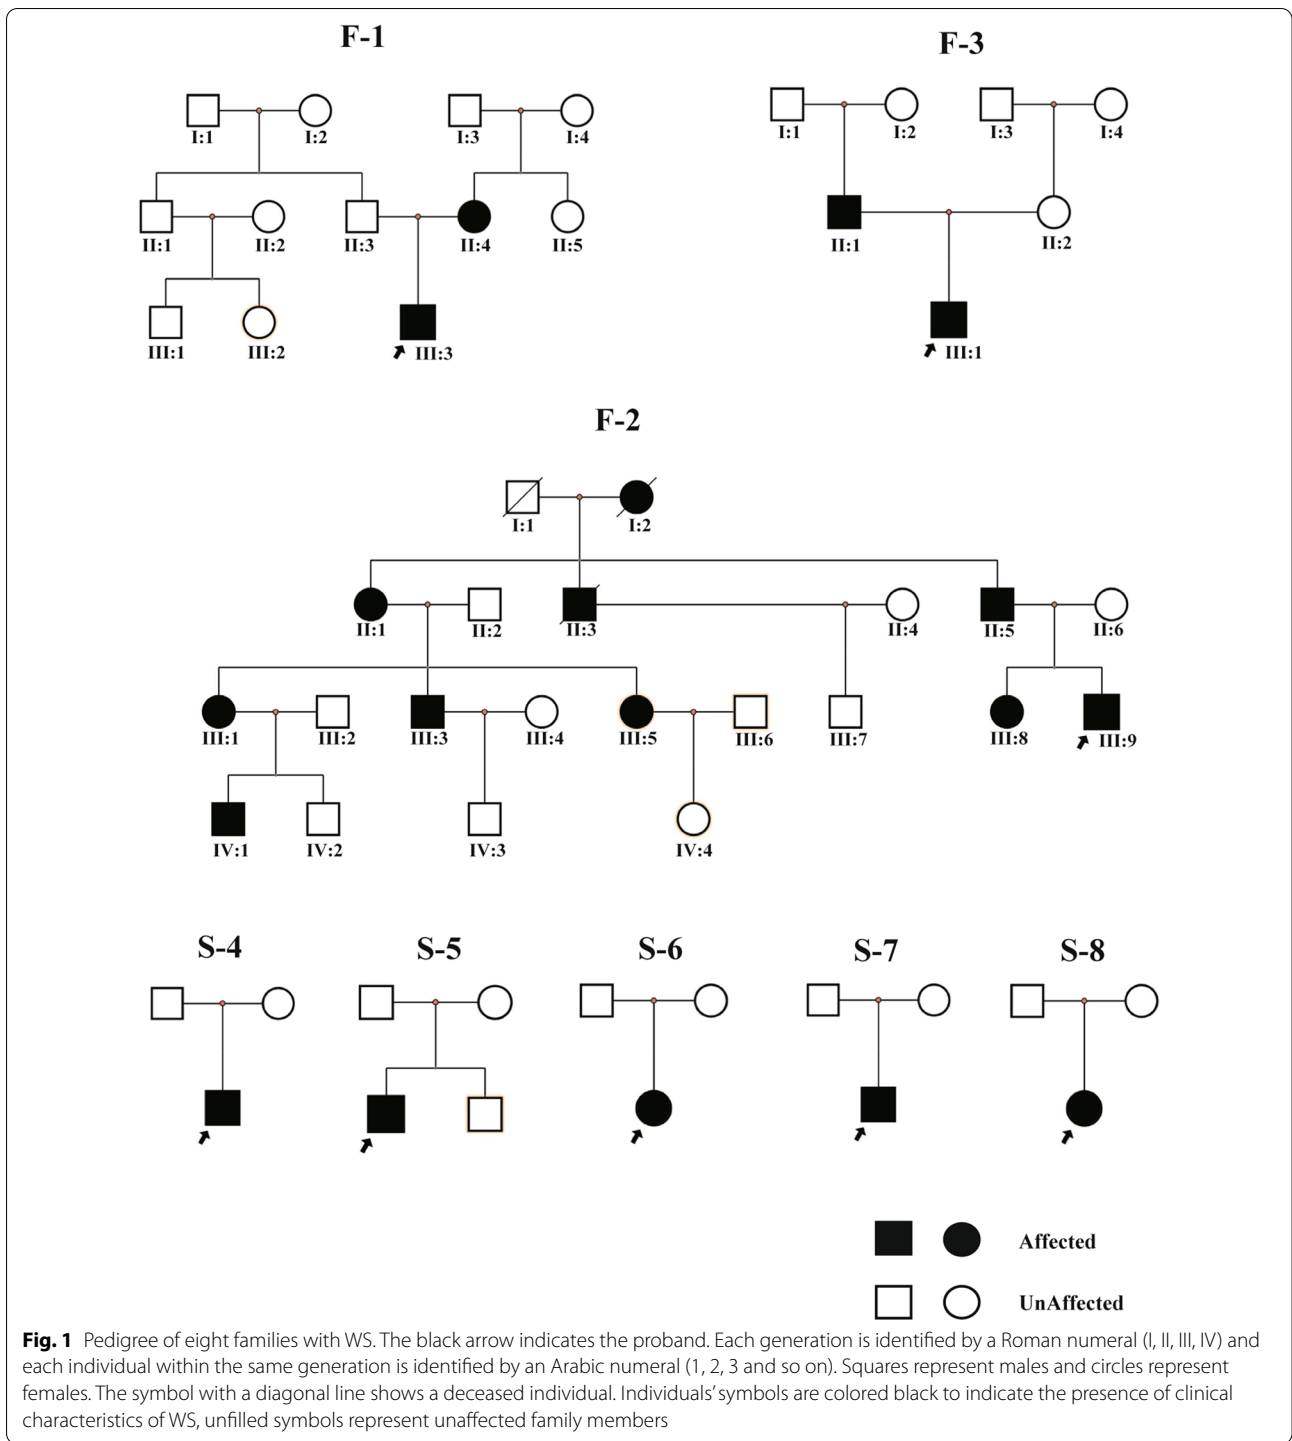 F-1
F-3
I:1 I:2 I:3 I:4
I:1 I:2 I:3 I:4
II:1 II:2 II:3 II:4 II:5
II:1 II:2
III:1 III:2 III:3
III:1
F-2
I:1 I:2
II:1 II:2 II:3 II:4 II:5 II:6
III:1 III:2 III:3 III:4 III:5 III:6 III:7 III:8 III:9
IV:1 IV:2 IV:3 IV:4
S-4 S-5 S-6 S-7 S-8
Affected
UnAffected
Fig. 1 Pedigree of eight families with WS. The black arrow indicates the proband. Each generation is identified by a Roman numeral (I, II, III, IV) and
each individual within the same generation is identified by an Arabic numeral (1, 2, 3 and so on). Squares represent males and circles represent
females. The symbol with a diagonal line shows a deceased individual. Individuals’ symbols are colored black to indicate the presence of clinical
characteristics of WS, unfilled symbols represent unaffected family members